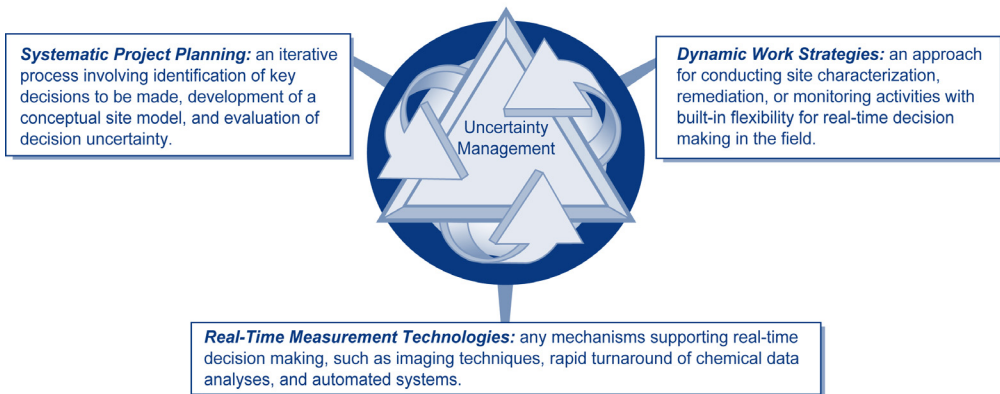 Systematic Project Planning: an iterative
process involving identification of key
decisions to be made, development of a
conceptual site model, and evaluation of
decision uncertainty.
Uncertainty
Management
Dynamic Work Strategies: an approach
for conducting site characterization,
remediation, or monitoring activities with
built-in flexibility for real-time decision
making in the field.
Real-Time Measurement Technologies: any mechanisms supporting real-time
decision making, such as imaging techniques, rapid turnaround of chemical data
analyses, and automated systems.